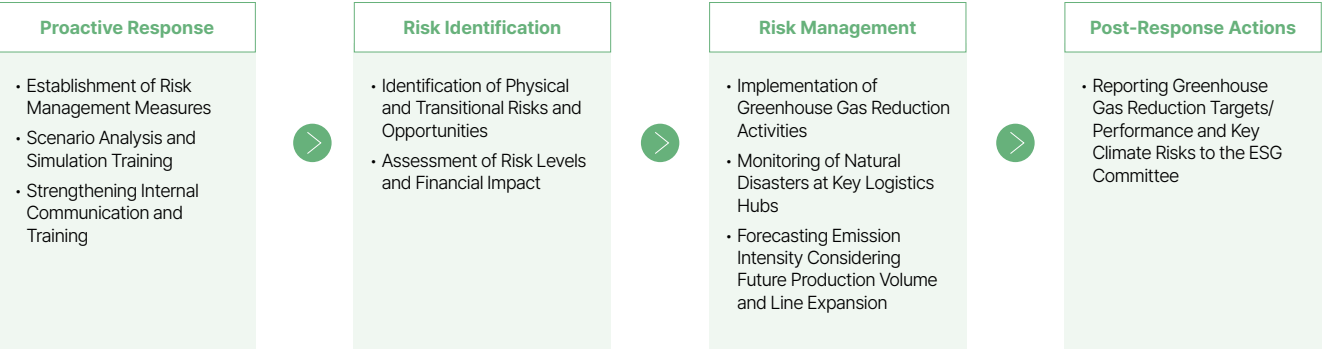 Proactive Response
• Establishment of Risk
Management Measures
• Scenario Analysis and
Simulation Training
• Strengthening Internal
Communication and
Training
Risk Identification
• Identification of Physical
and Transitional Risks and
Opportunities
• Assessment of Risk Levels
and Financial Impact
Risk Management
• Implementation of
Greenhouse Gas Reduction
Activities
• Monitoring of Natural
Disasters at Key Logistics
Hubs
• Forecasting Emission
Intensity Considering
Future Production Volume
and Line Expansion
Post-Response Actions
• Reporting Greenhouse
Gas Reduction Targets/
Performance and Key
Climate Risks to the ESG
Committee